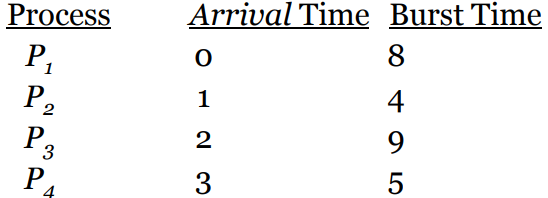 Process Arrival Time Burst Time
P1 0 8
P2 1 4
P3 2 9
P4 3 5